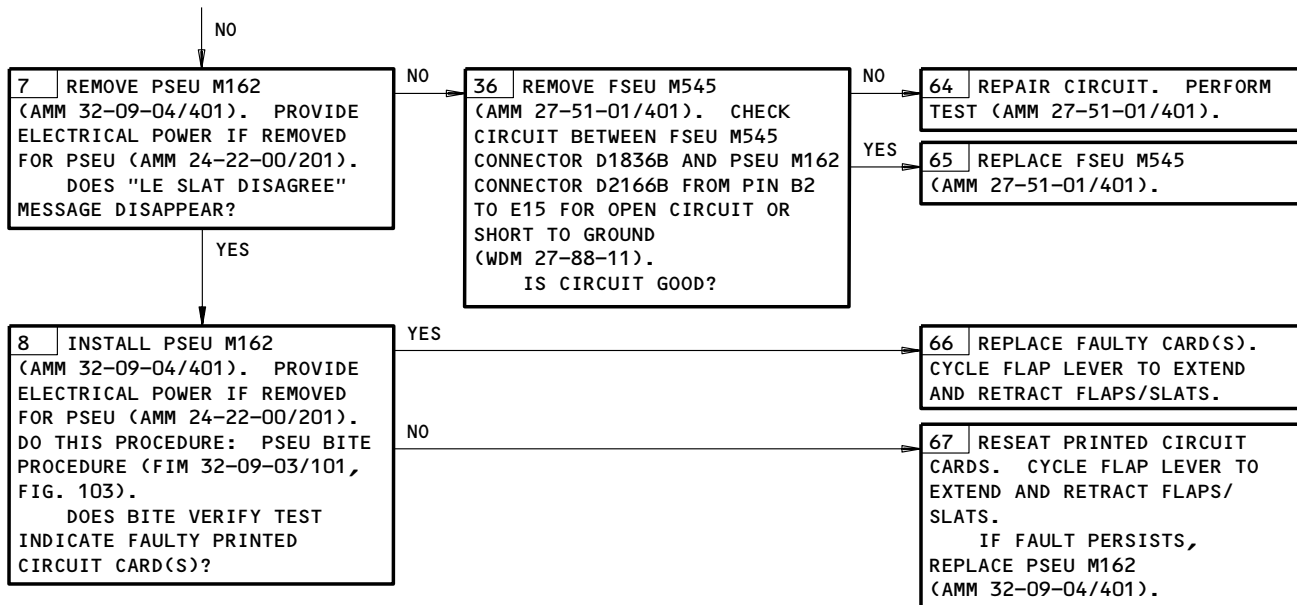 NO
7 REMOVE PSEU M162
(AMM 32-09-04/401). PROVIDE
ELECTRICAL POWER IF REMOVED
FOR PSEU (AMM 24-22-00/201).
DOES "LE SLAT DISAGREE"
MESSAGE DISAPPEAR?
NO
36 REMOVE FSEU M545
(AMM 27-51-01/401). CHECK
CIRCUIT BETWEEN FSEU M545
CONNECTOR D1836B AND PSEU M162
CONNECTOR D2166B FROM PIN B2
TO E15 FOR OPEN CIRCUIT OR
SHORT TO GROUND
(WDM 27-88-11).
IS CIRCUIT GOOD?
NO
64 REPAIR CIRCUIT. PERFORM
TEST (AMM 27-51-01/401).
YES
65 REPLACE FSEU M545
(AMM 27-51-01/401).
YES
8 INSTALL PSEU M162
(AMM 32-09-04/401). PROVIDE
ELECTRICAL POWER IF REMOVED
FOR PSEU (AMM 24-22-00/201).
DO THIS PROCEDURE: PSEU BITE
PROCEDURE (FIM 32-09-03/101,
FIG. 103).
DOES BITE VERIFY TEST
INDICATE FAULTY PRINTED
CIRCUIT CARD(S)?
YES
66 REPLACE FAULTY CARD(S).
CYCLE FLAP LEVER TO EXTEND
AND RETRACT FLAPS/SLATS.
NO
67 RESEAT PRINTED CIRCUIT
CARDS. CYCLE FLAP LEVER TO
EXTEND AND RETRACT FLAPS/
SLATS.
IF FAULT PERSISTS,
REPLACE PSEU M162
(AMM 32-09-04/401).